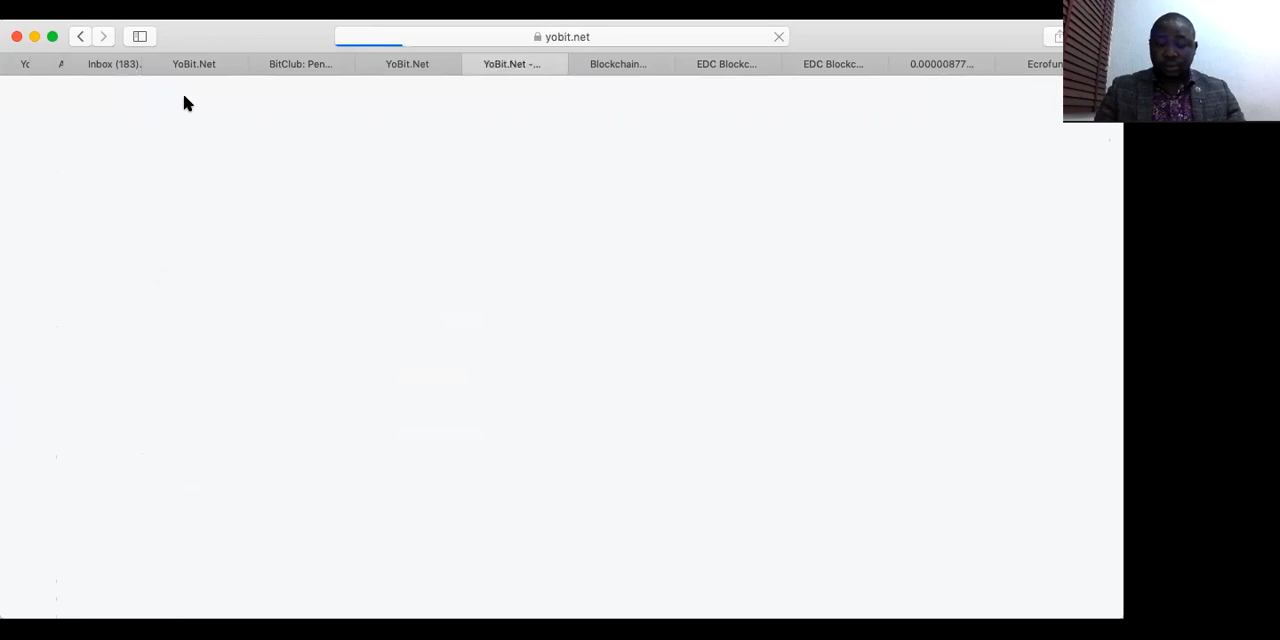 yobit.net
Yc
Inbox (183).
YoBit.Net
BitClub: Pen...
YoBit.Net
YoBit.Net -...
Blockchain...
EDC Blockc...
EDC Blockc...
0.00000877...
Ecrofun